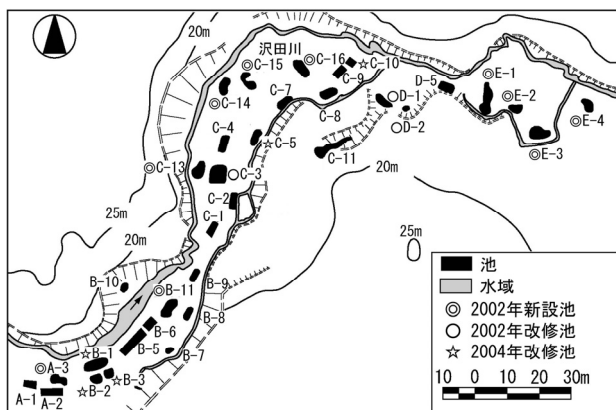 20m
沢田川
C-15
C-16
C-10
C-9
C-14
C-7
C-8
D-1
D-2
D-5
E-1
E-2
E-3
E-4
C-4
C-5
C-11
20m
C-13
C-3
C-2
C-1
25m
20m
25m
B-10
B-11
B-9
B-8
B-6
B-5
B-7
A-3
B-1
B-2
B-3
A-1
A-2
池
水域
2002年新設池
2002年改修池
2004年改修池
10 0 10 20 30m